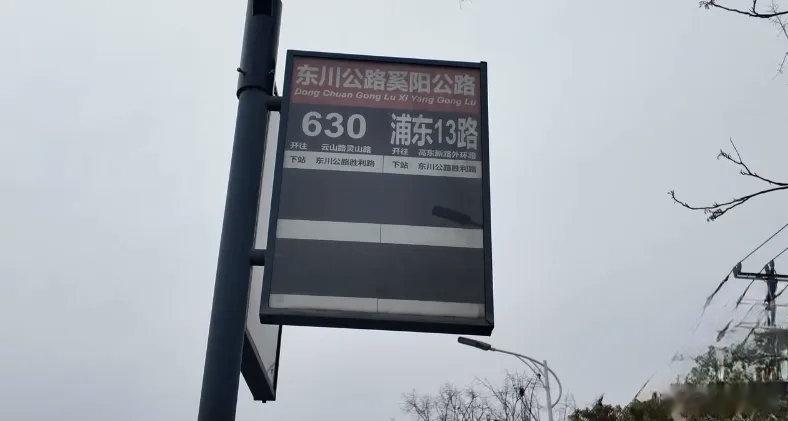 东川公路奚阳公路
Dong Chuan Gong Lu Xi Yang Gong Lu
630 浦东13路
开往 云山路灵山路 开往 高东新路外环港
下站 东川公路胜利路 下站 东川公路胜利路